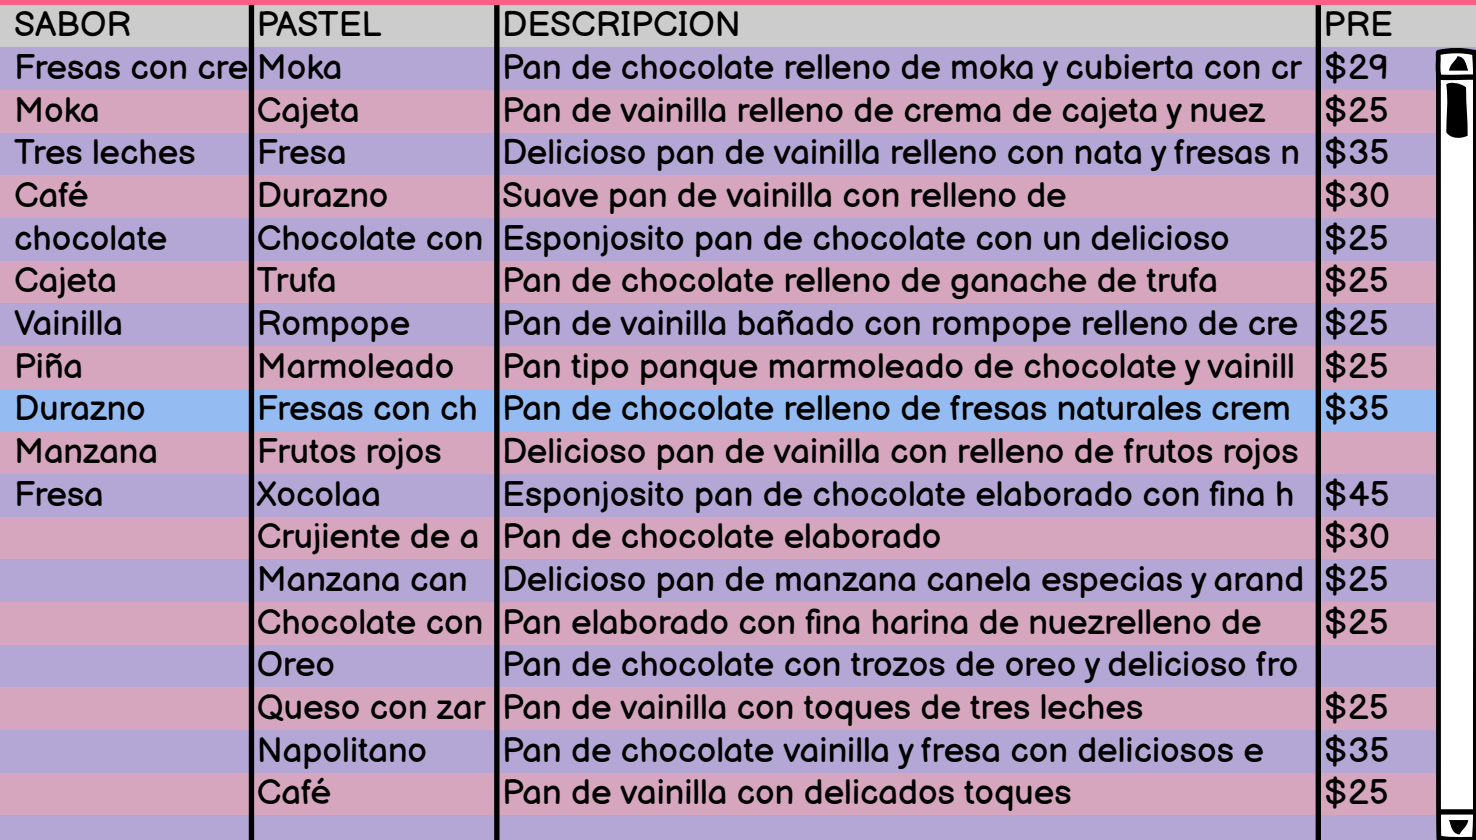 SABOR PASTEL DESCRIPCION PRE
Fresas con cre Moka Pan de chocolate relleno de moka y cubierta con cr $29
Moka Cajeta Pan de vainilla relleno de crema de cajeta y nuez $25
Tres leches Fresa Delicioso pan de vainilla relleno con nata y fresas n $35
Café Durazno Suave pan de vainilla con relleno de $30
chocolate Chocolate con Esponjosito pan de chocolate con un delicioso $25
Cajeta Trufa Pan de chocolate relleno de ganache de trufa $25
Vainilla Rompope Pan de vainilla bañado con rompope relleno de cre $25
Piña Marmoleado Pan tipo panque marmoleado de chocolate y vainill $25
Durazno Fresas con ch Pan de chocolate relleno de fresas naturales crem $35
Manzana Frutos rojos Delicioso pan de vainilla con relleno de frutos rojos
Fresa Xocolaa Esponjosito pan de chocolate elaborado con fina h $45
Crujiente de a Pan de chocolate elaborado $30
Manzana can Delicioso pan de manzana canela especias y arand $25
Chocolate con Pan elaborado con fina harina de nuezrelleno de $25
Oreo Pan de chocolate con trozos de oreo y delicioso fro
Queso con zar Pan de vainilla con toques de tres leches $25
Napolitano Pan de chocolate vainilla y fresa con deliciosos e $35
Café Pan de vainilla con delicados toques $25